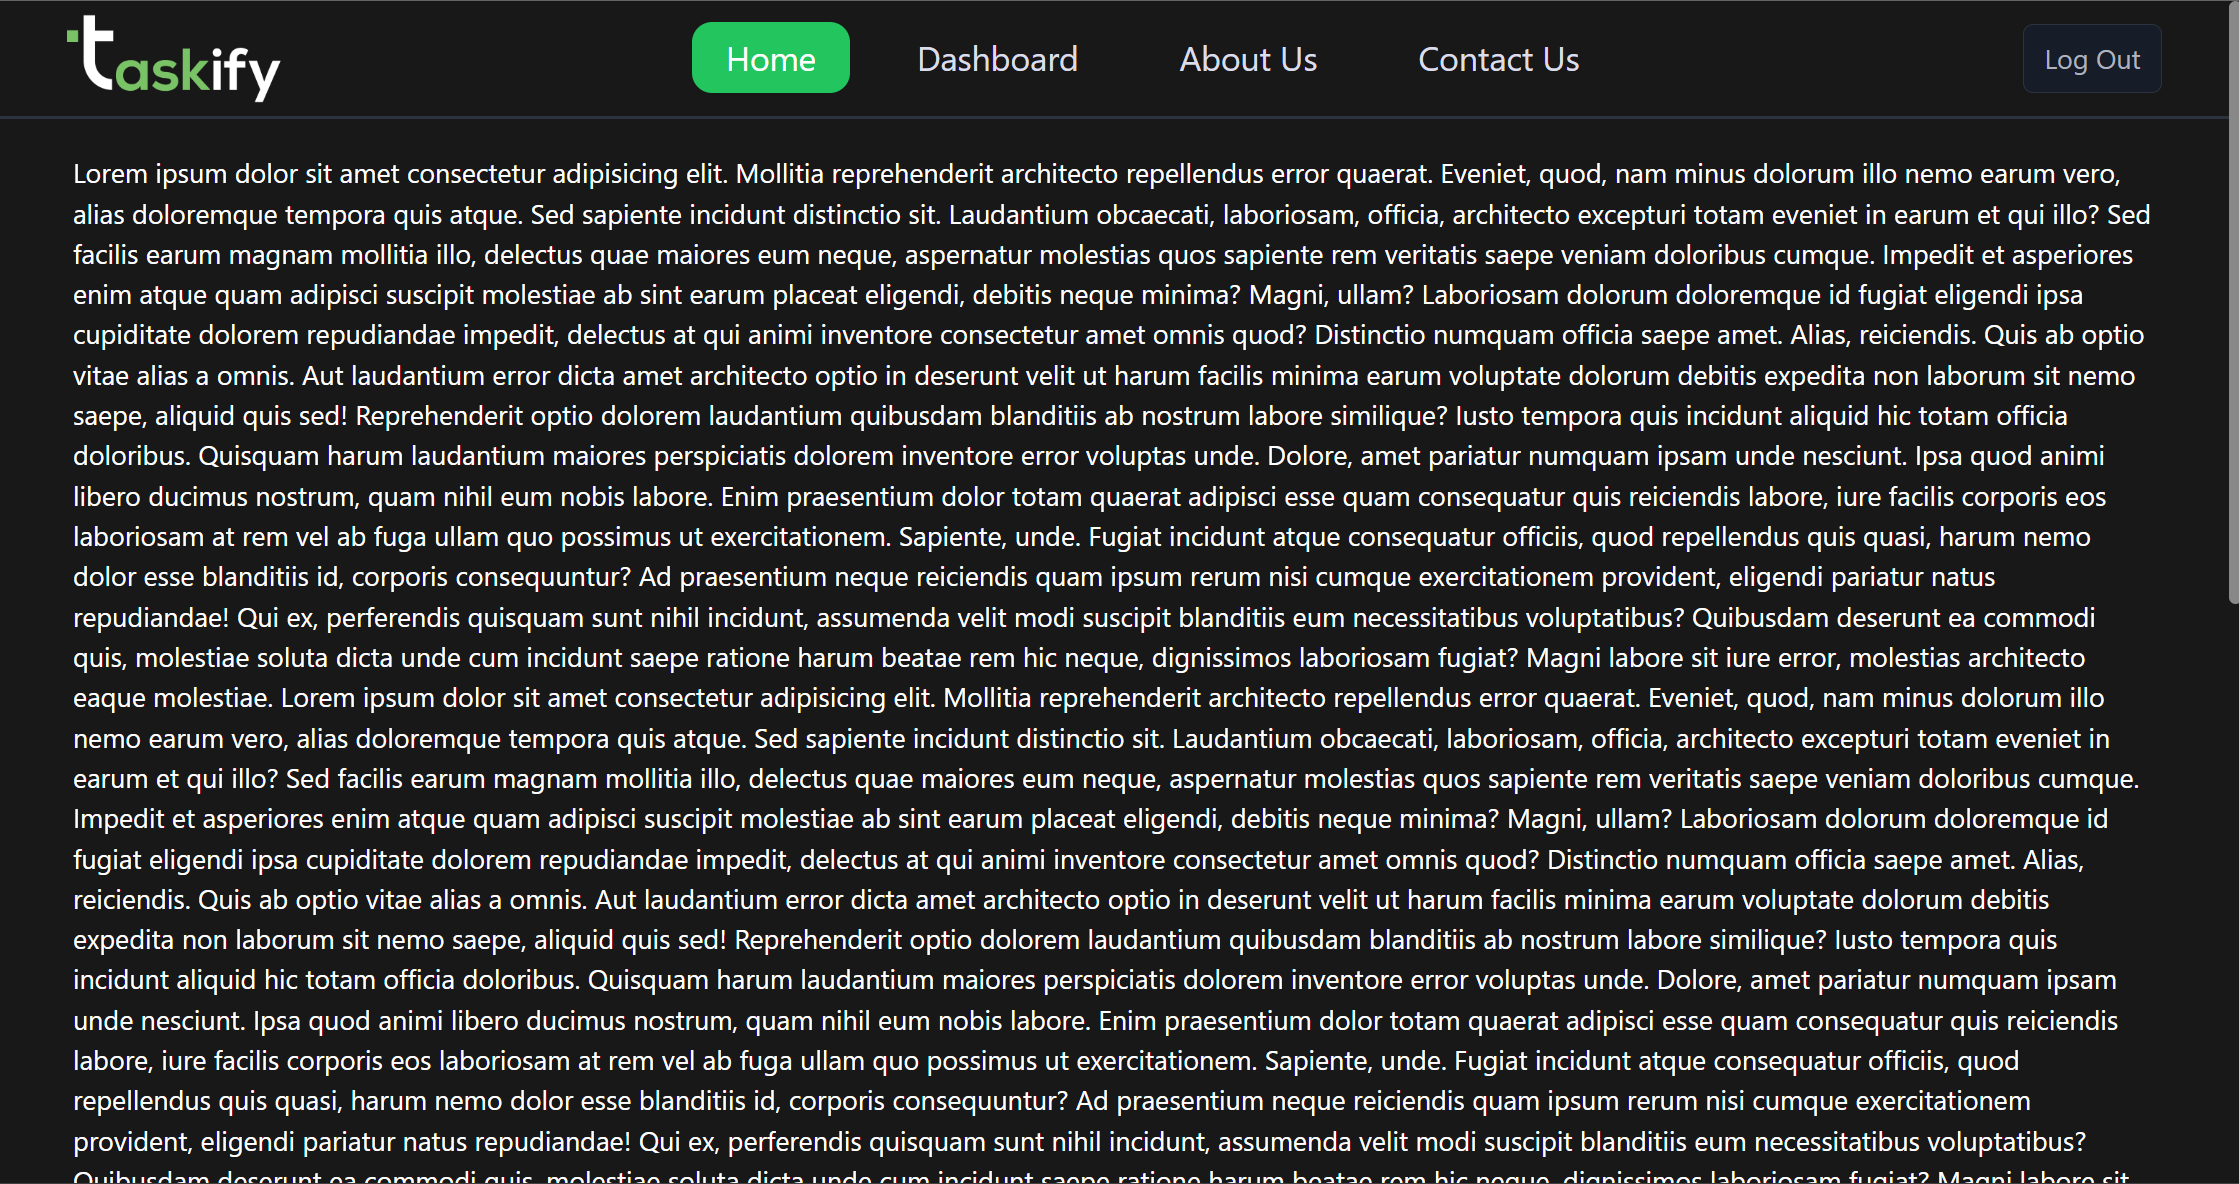 taskify
Home Dashboard About Us Contact Us Log Out
Lorem ipsum dolor sit amet consectetur adipisicing elit. Mollitia reprehenderit architecto repellendus error quaerat. Eveniet, quod, nam minus dolorum illo nemo earum vero,
alias doloremque tempora quis atque. Sed sapiente incidunt distinctio sit. Laudantium obcaecati, laboriosam, officia, architecto excepturi totam eveniet in earum et qui illo? Sed
facilis earum magnam mollitia illo, delectus quae maiores eum neque, aspernatur molestias quos sapiente rem veritatis saepe veniam doloribus cumque. Impedit et asperiores
enim atque quam adipisci suscipit molestiae ab sint earum placeat eligendi, debitis neque minima? Magni, ullam? Laboriosam dolorum doloremque id fugiat eligendi ipsa
cupiditate dolorem repudiandae impedit, delectus at qui animi inventore consectetur amet omnis quod? Distinctio numquam officia saepe amet. Alias, reiciendis. Quis ab optio
vitae alias a omnis. Aut laudantium error dicta amet architecto optio in deserunt velit ut harum facilis minima earum voluptate dolorum debitis expedita non laborum sit nemo
saepe, aliquid quis sed! Reprehenderit optio dolorem laudantium quibusdam blanditiis ab nostrum labore similique? Iusto tempora quis incidunt aliquid hic totam officia
doloribus. Quisquam harum laudantium maiores perspiciatis dolorem inventore error voluptas unde. Dolore, amet pariatur numquam ipsam unde nesciunt. Ipsa quod animi
libero ducimus nostrum, quam nihil eum nobis labore. Enim praesentium dolor totam quaerat adipisci esse quam consequatur quis reiciendis labore, iure facilis corporis eos
laboriosam at rem vel ab fuga ullam quo possimus ut exercitationem. Sapiente, unde. Fugiat incidunt atque consequatur officiis, quod repellendus quis quasi, harum nemo
dolor esse blanditiis id, corporis consequuntur? Ad praesentium neque reiciendis quam ipsum rerum nisi cumque exercitationem provident, eligendi pariatur natus
repudiandae! Qui ex, perferendis quisquam sunt nihil incidunt, assumenda velit modi suscipit blanditiis eum necessitatibus voluptatibus? Quibusdam deserunt ea commodi
quis, molestiae soluta dicta unde cum incidunt saepe ratione harum beatae rem hic neque, dignissimos laboriosam fugiat? Magni labore sit iure error, molestias architecto
eaque molestiae. Lorem ipsum dolor sit amet consectetur adipisicing elit. Mollitia reprehenderit architecto repellendus error quaerat. Eveniet, quod, nam minus dolorum illo
nemo earum vero, alias doloremque tempora quis atque. Sed sapiente incidunt distinctio sit. Laudantium obcaecati, laboriosam, officia, architecto excepturi totam eveniet in
earum et qui illo? Sed facilis earum magnam mollitia illo, delectus quae maiores eum neque, aspernatur molestias quos sapiente rem veritatis saepe veniam doloribus cumque.
Impedit et asperiores enim atque quam adipisci suscipit molestiae ab sint earum placeat eligendi, debitis neque minima? Magni, ullam? Laboriosam dolorum doloremque id
fugiat eligendi ipsa cupiditate dolorem repudiandae impedit, delectus at qui animi inventore consectetur amet omnis quod? Distinctio numquam officia saepe amet. Alias,
reiciendis. Quis ab optio vitae alias a omnis. Aut laudantium error dicta amet architecto optio in deserunt velit ut harum facilis minima earum voluptate dolorum debitis
expedita non laborum sit nemo saepe, aliquid quis sed! Reprehenderit optio dolorem laudantium quibusdam blanditiis ab nostrum labore similique? Iusto tempora quis
incidunt aliquid hic totam officia doloribus. Quisquam harum laudantium maiores perspiciatis dolorem inventore error voluptas unde. Dolore, amet pariatur numquam ipsam
unde nesciunt. Ipsa quod animi libero ducimus nostrum, quam nihil eum nobis labore. Enim praesentium dolor totam quaerat adipisci esse quam consequatur quis reiciendis
labore, iure facilis corporis eos laboriosam at rem vel ab fuga ullam quo possimus ut exercitationem. Sapiente, unde. Fugiat incidunt atque consequatur officiis, quod
repellendus quis quasi, harum nemo dolor esse blanditiis id, corporis consequuntur? Ad praesentium neque reiciendis quam ipsum rerum nisi cumque exercitationem
provident, eligendi pariatur natus repudiandae! Qui ex, perferendis quisquam sunt nihil incidunt, assumenda velit modi suscipit blanditiis eum necessitatibus voluptatibus?
Quibusdam deserunt ea commodi quis, molestiae soluta dicta unde cum incidunt saepe ratione harum beatae rem hic neque, dignissimos laboriosam fugiat? Magni labore sit